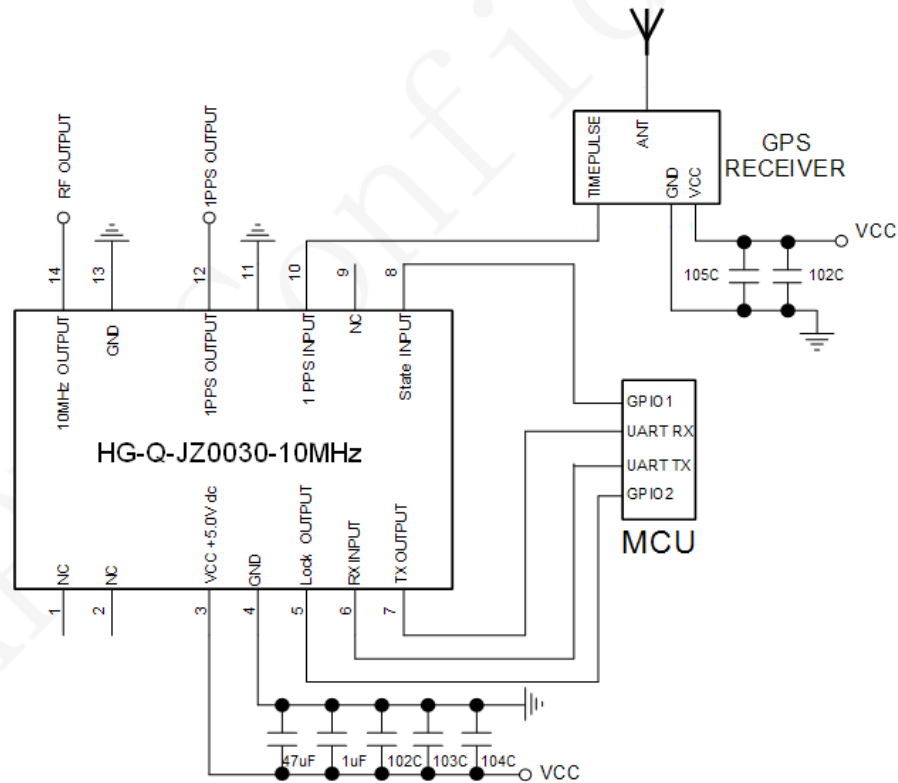 RF OUTPUT
1PPS OUTPUT
TIMEPULSE
ANT
GND
VCC
GPS
RECEIVER
VCC
105C
102C
14
13
12
11
10
9
8
10MHz OUTPUT
GND
1PPS OUTPUT
1 PPS INPUT
NC
State INPUT
HG-Q-JZ0030-10MHz
GPIO1
UART RX
UART TX
GPIO2
MCU
NC
NC
VCC +5.0V dc
GND
Lock OUTPUT
RX INPUT
TX OUTPUT
1
2
3
4
5
6
7
47uF
1uF
102C
103C
104C
VCC